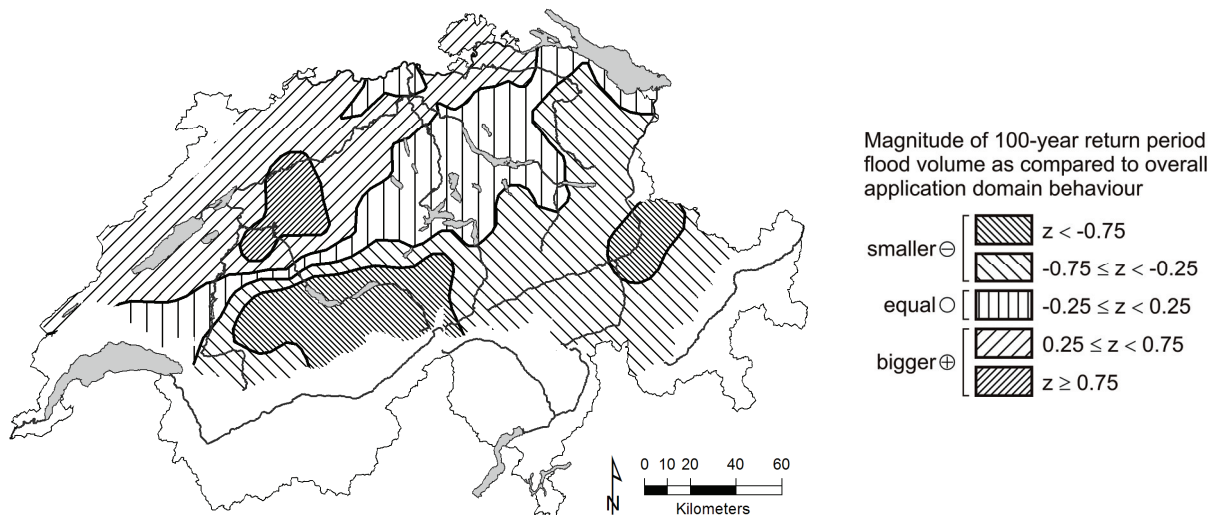 Magnitude of 100-year return period
flood volume as compared to overall
application domain behaviour
smaller ⊖
z < -0.75
-0.75 ≤ z < -0.25
equal ○
-0.25 ≤ z < 0.25
bigger ⊕
0.25 ≤ z < 0.75
z ≥ 0.75
N
0 10 20 40 60
Kilometers